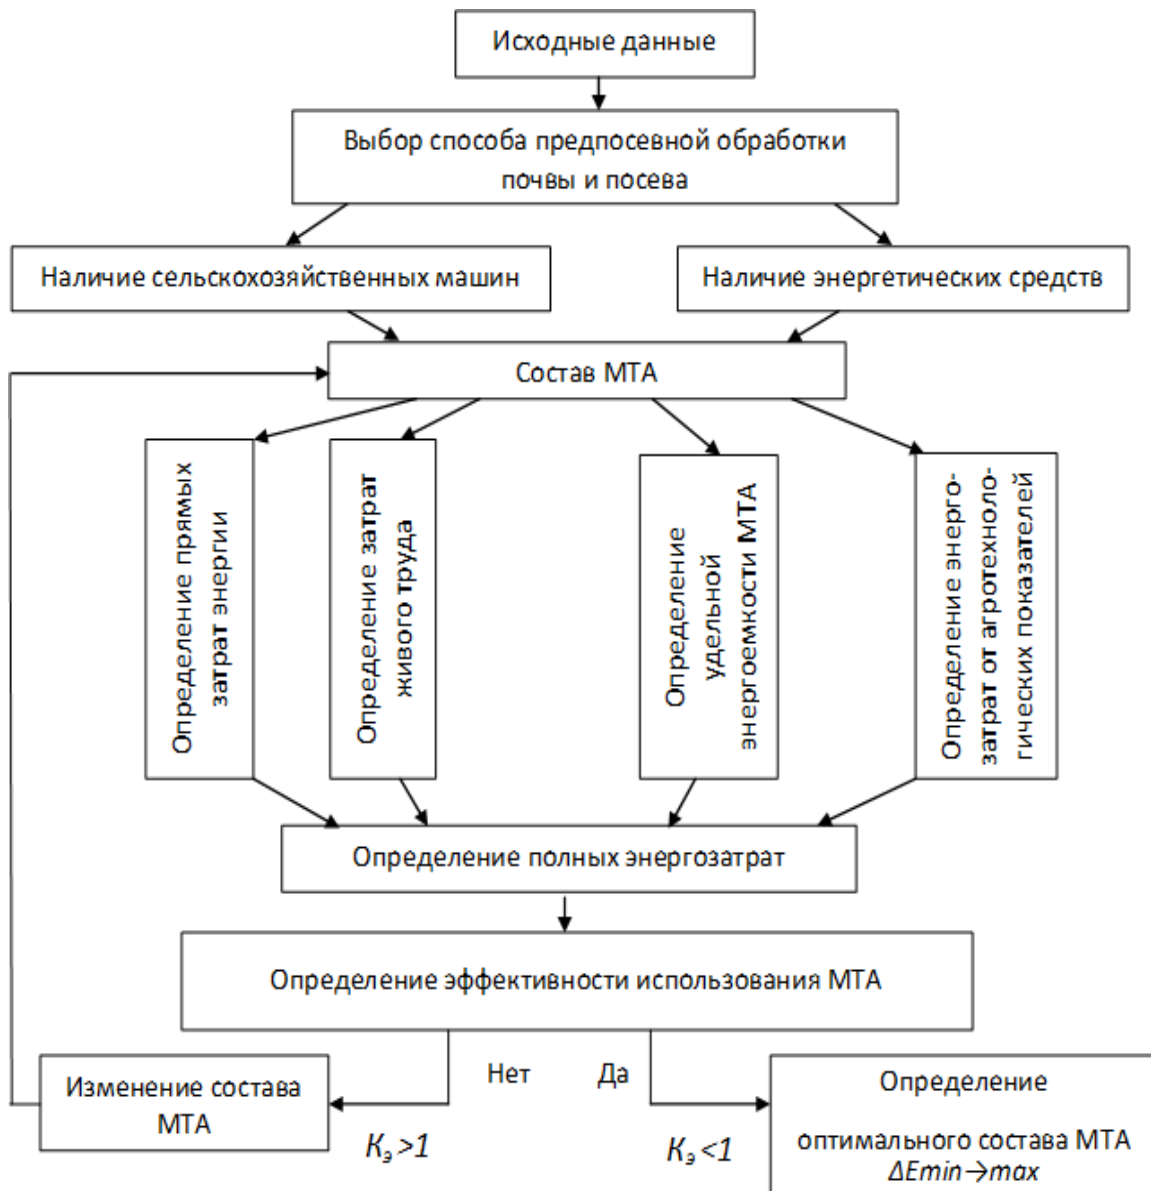 Исходные данные
Выбор способа предпосевной обработки
почвы и посева
Наличие сельскохозяйственных машин
Наличие энергетических средств
Состав МТА
Определение прямых
затрат энергии
Определение затрат
живого труда
Определение
удельной
энергоемкости МТА
Определение энерго-
затрат от агротехноло-
гических показателей
Определение полных энергозатрат
Определение эффективности использования МТА
Нет
Да
Изменение состава
МТА
Kэ >1
Kэ <1
Определение
оптимального состава МТА
ΔEmin→max